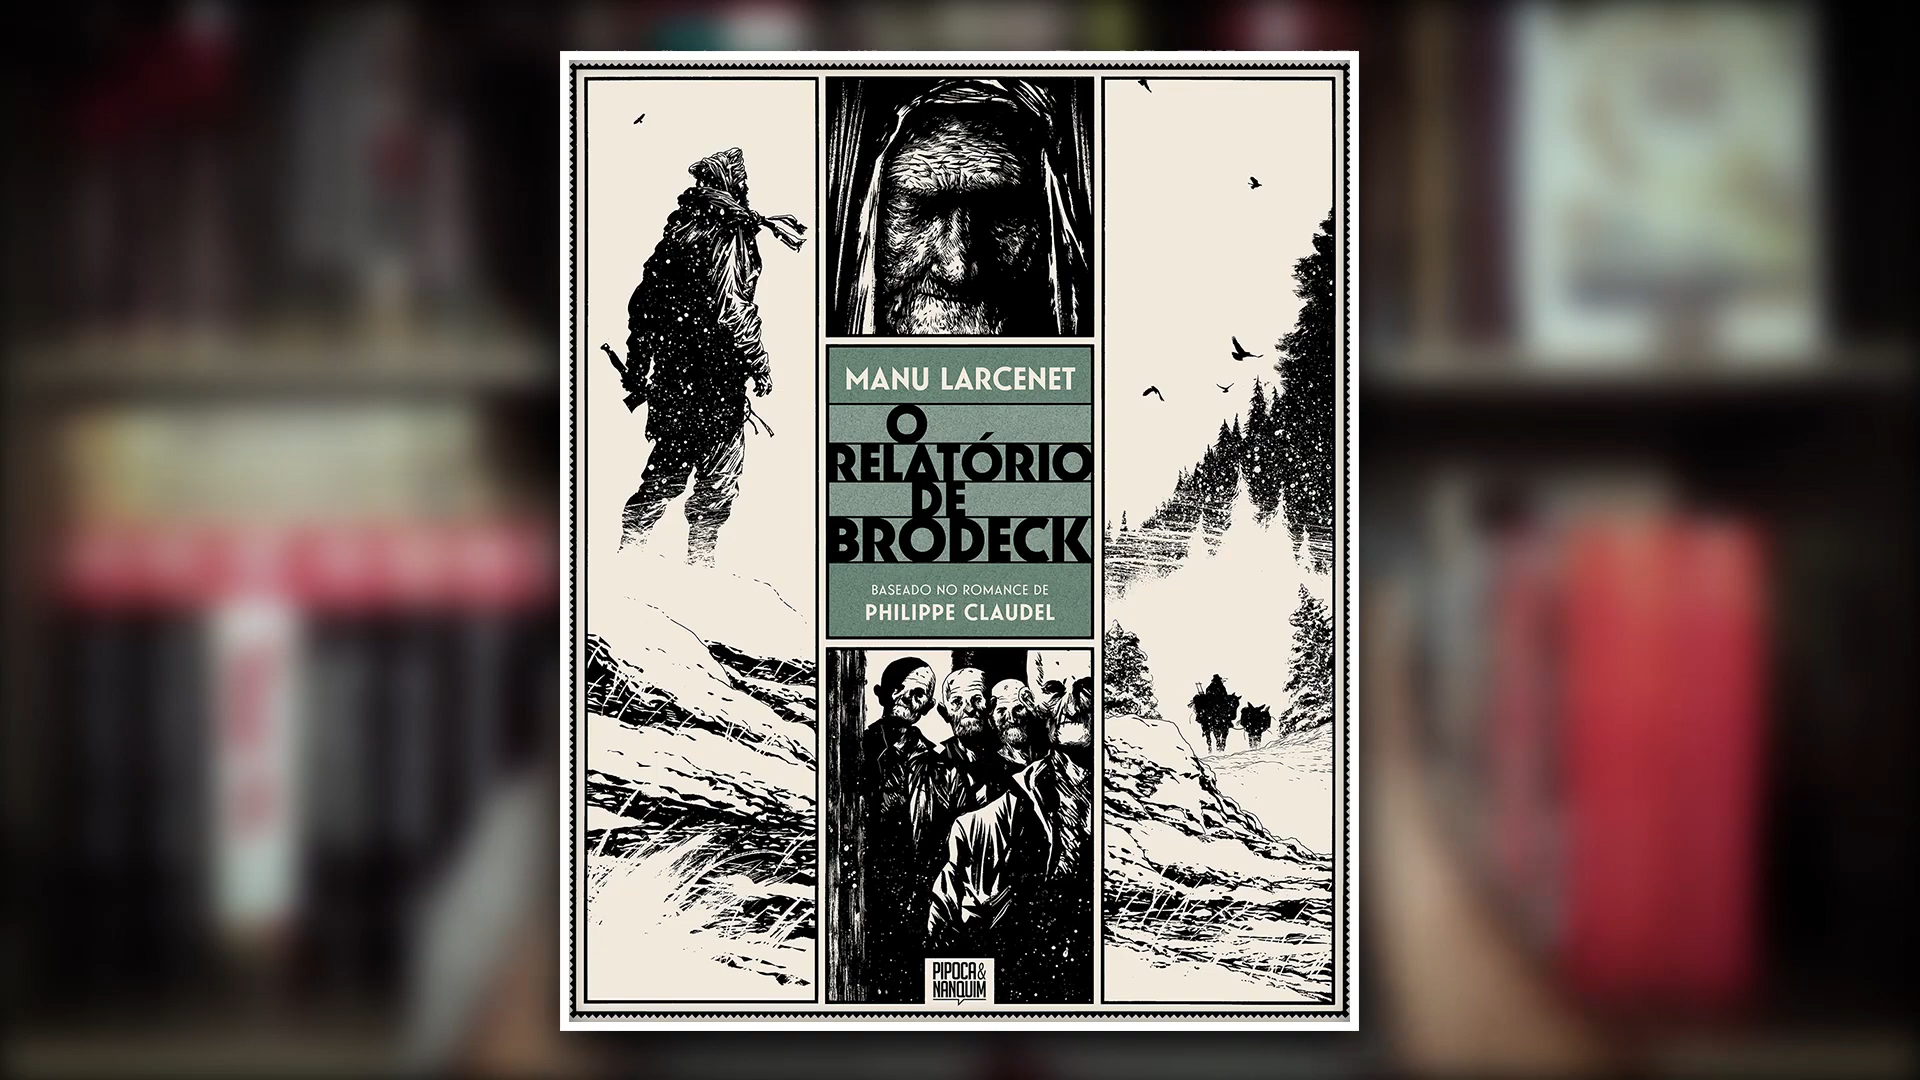 MANU LARCENET
O
RELATÓRIO
DE
BRODECK
BASEADO NO ROMANCE DE
PHILIPPE CLAUDEL
PIPOCA &
NANQUIM